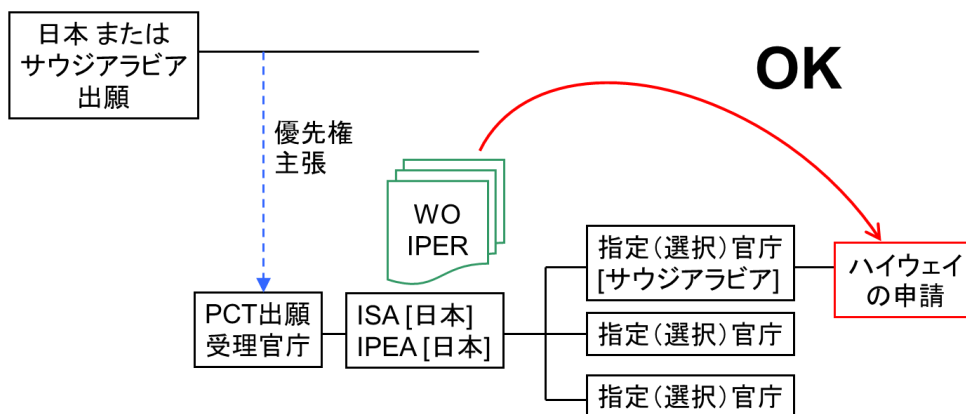 日本 または
サウジアラビア
出願
OK
優先権
主張
WO
IPER
指定（選択）官庁
[サウジアラビア]
ハイウェイ
の申請
PCT出願
受理官庁
ISA [日本]
IPEA [日本]
指定（選択）官庁
指定（選択）官庁